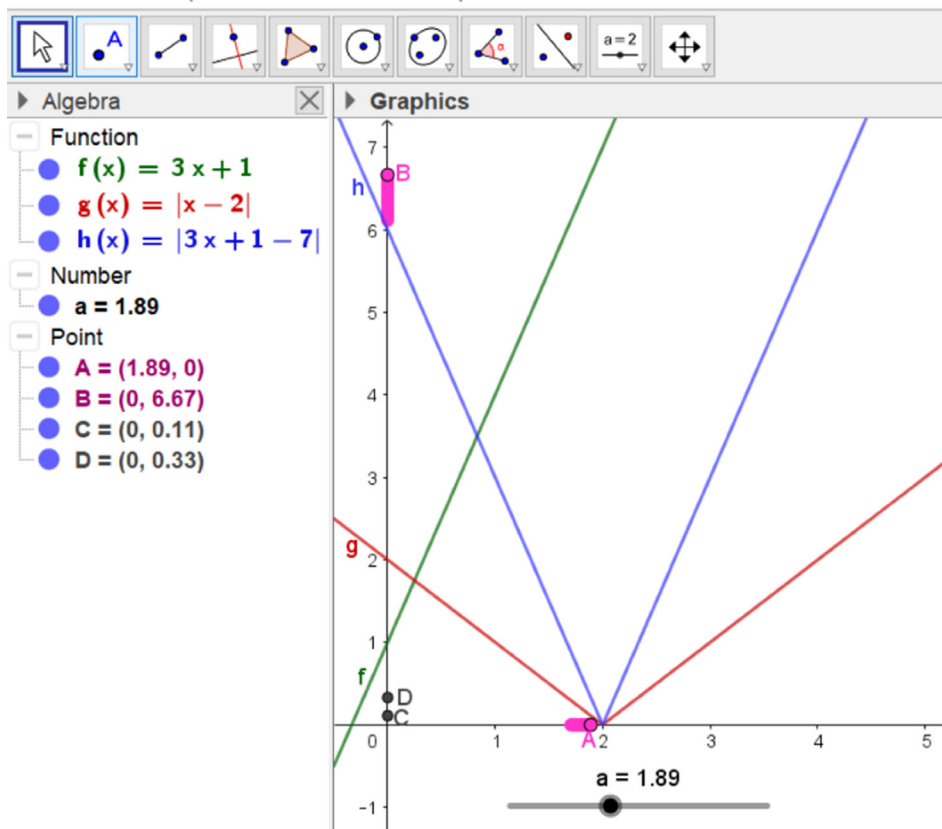 A
α
a = 2
Algebra
Graphics
Function
f(x) = 3 x + 1
g(x) = |x − 2|
h(x) = |3 x + 1 − 7|
Number
a = 1.89
Point
A = (1.89, 0)
B = (0, 6.67)
C = (0, 0.11)
D = (0, 0.33)
7
B
h
6
5
4
3
g
2
1
f
D
C
0 1 A 2 3 4 5
a = 1.89
−1